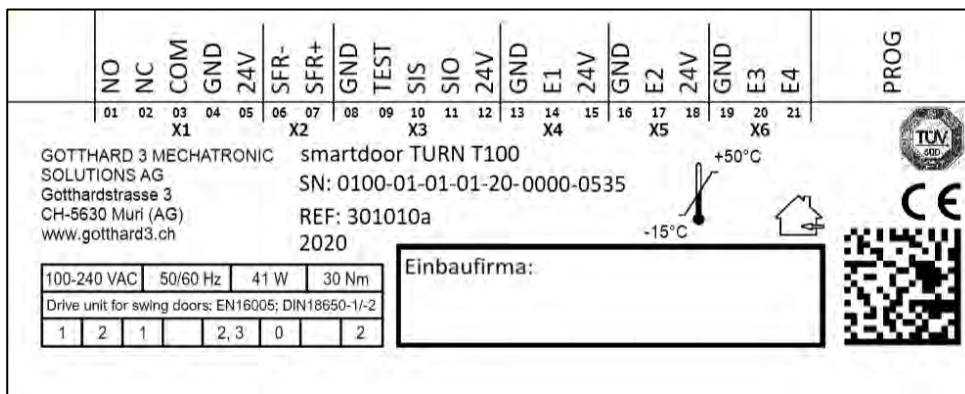 NO NC COM GND 24V SFR- SFR+ GND TEST SIS SIO 24V GND E1 24V GND E2 24V GND E3 E4 PROG
01 02 03 04 05 06 07 08 09 10 11 12 13 14 15 16 17 18 19 20 21
X1 X2 X3 X4 X5 X6
GOTTHARD 3 MECHATRONIC
SOLUTIONS AG
Gotthardstrasse 3
CH-5630 Muri (AG)
www.gotthard3.ch
smartdoor TURN T100
SN: 0100-01-01-01-20-0000-0535
REF: 301010a
2020
+50°C
-15°C
TÜV
SÜD
CE
100-240 VAC 50/60 Hz 41 W 30 Nm
Drive unit for swing doors: EN16005; DIN18650-1/-2
1 2 1 2, 3 0 2
Einbaufirma: